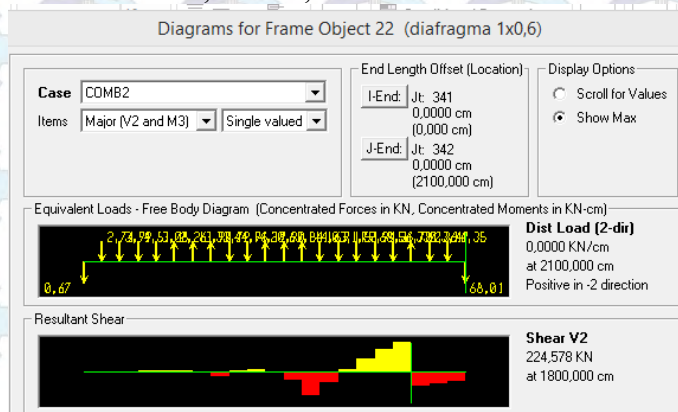 Diagrams for Frame Object 22 (diafragma 1x0,6)
Case COMB2
Items Major (V2 and M3) Single valued
End Length Offset (Location)
I-End: Jt: 341
0,0000 cm
(0,000 cm)
J-End: Jt: 342
0,0000 cm
(2100,000 cm)
Display Options
Scroll for Values
Show Max
Equivalent Loads - Free Body Diagram (Concentrated Forces in KN, Concentrated Moments in KN-cm)
0,67
68,01
Dist Load (2-dir)
0,0000 KN/cm
at 2100,000 cm
Positive in -2 direction
Resultant Shear
Shear V2
224,578 KN
at 1800,000 cm